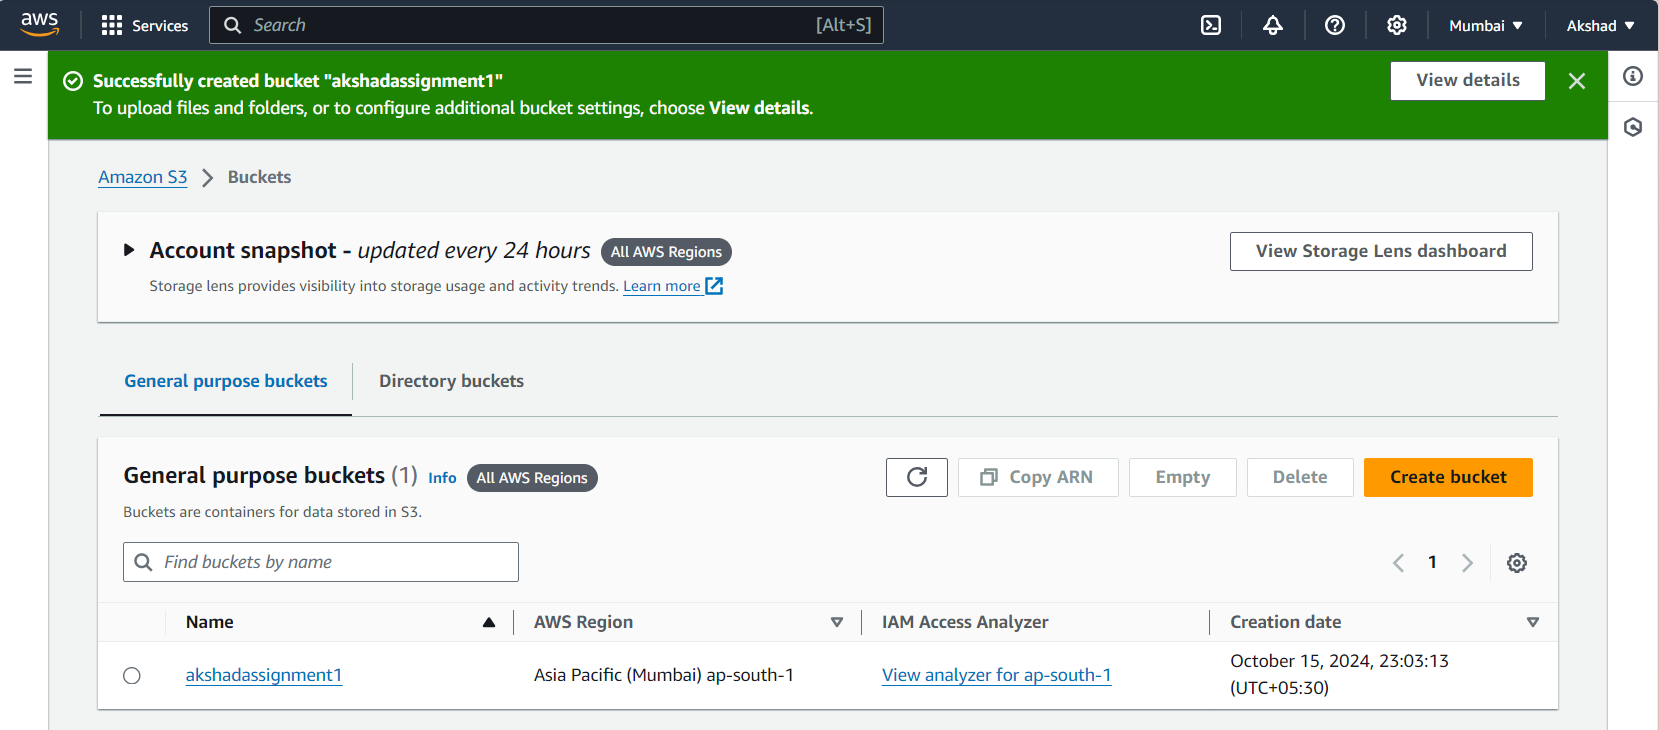 aws
Services
Search [Alt+S]
Mumbai
Akshad
Successfully created bucket "akshadassignment1"
To upload files and folders, or to configure additional bucket settings, choose View details.
View details
Amazon S3 Buckets
Account snapshot - updated every 24 hours All AWS Regions
View Storage Lens dashboard
Storage lens provides visibility into storage usage and activity trends. Learn more
General purpose buckets
Directory buckets
General purpose buckets (1) Info All AWS Regions
Copy ARN
Empty
Delete
Create bucket
Buckets are containers for data stored in S3.
Find buckets by name
1
Name AWS Region IAM Access Analyzer Creation date
akshadassignment1 Asia Pacific (Mumbai) ap-south-1 View analyzer for ap-south-1 October 15, 2024, 23:03:13
(UTC+05:30)